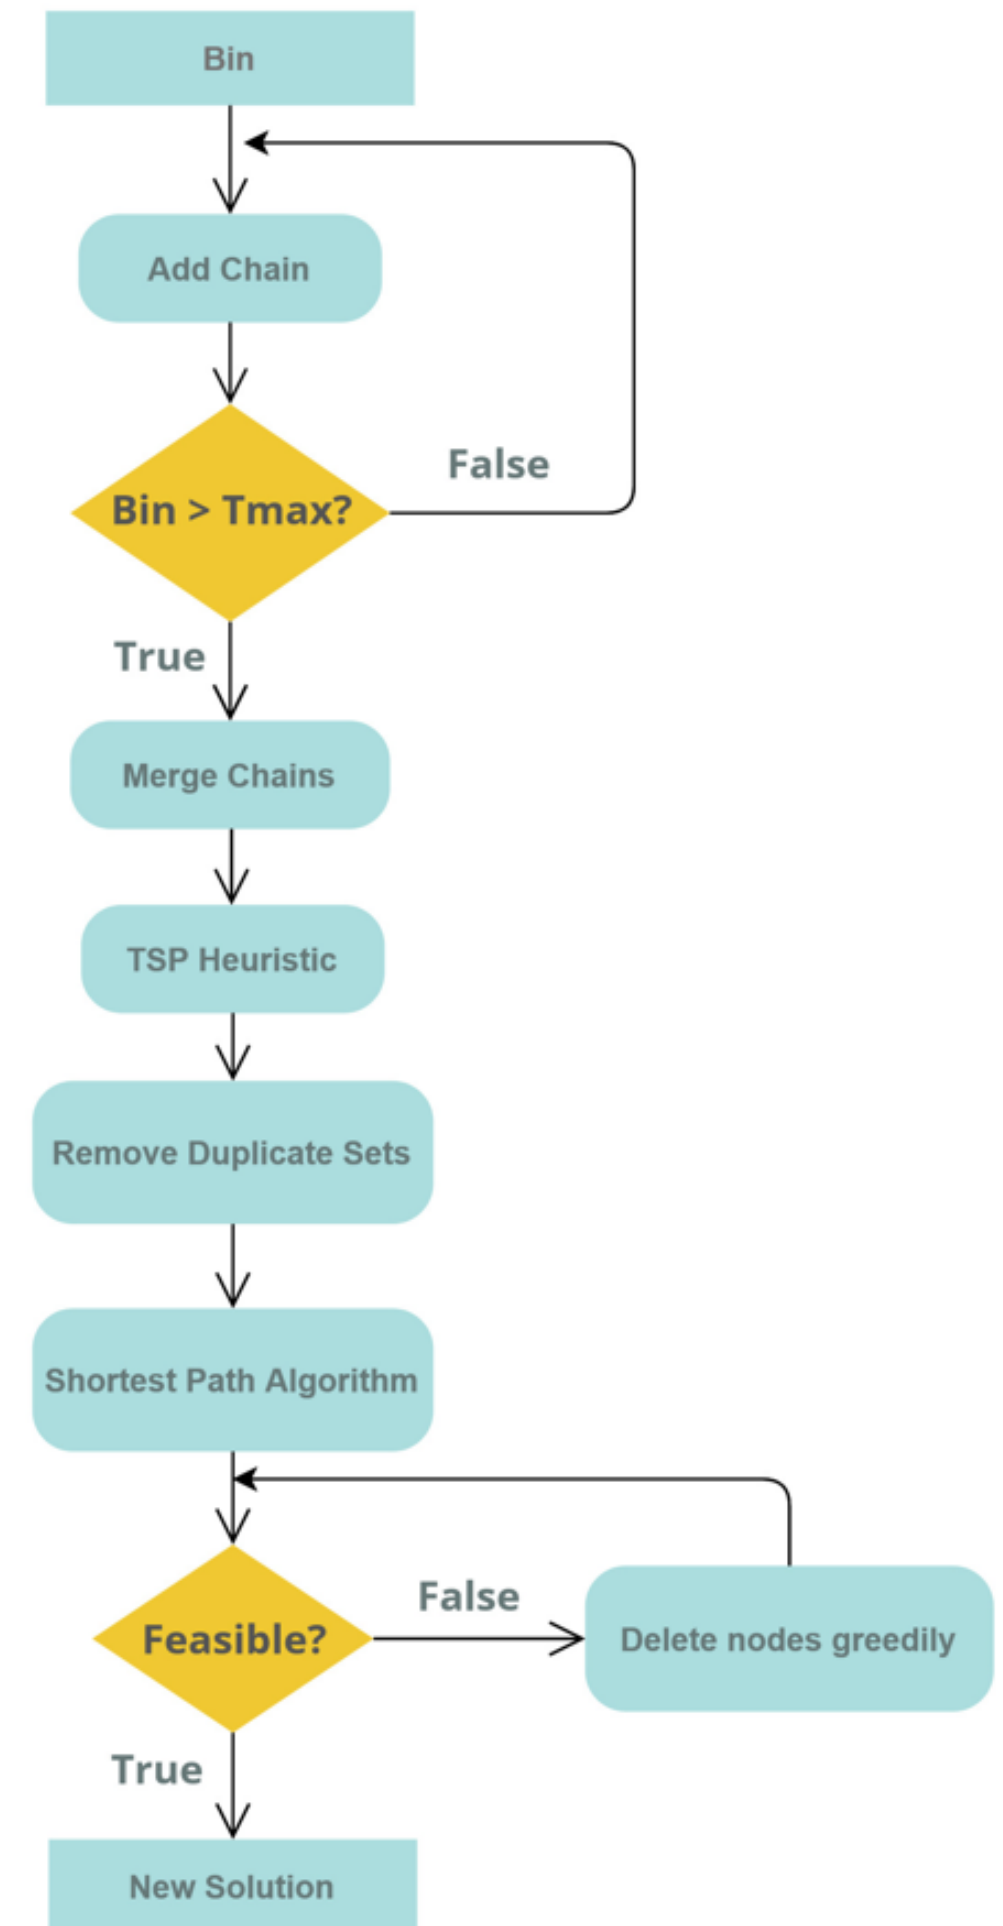 Bin
Add Chain
Bin > Tmax?
False
True
Merge Chains
TSP Heuristic
Remove Duplicate Sets
Shortest Path Algorithm
Feasible?
False
Delete nodes greedily
True
New Solution